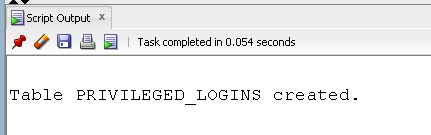 Script Output x
Task completed in 0.054 seconds
Table PRIVILEGED_LOGINS created.